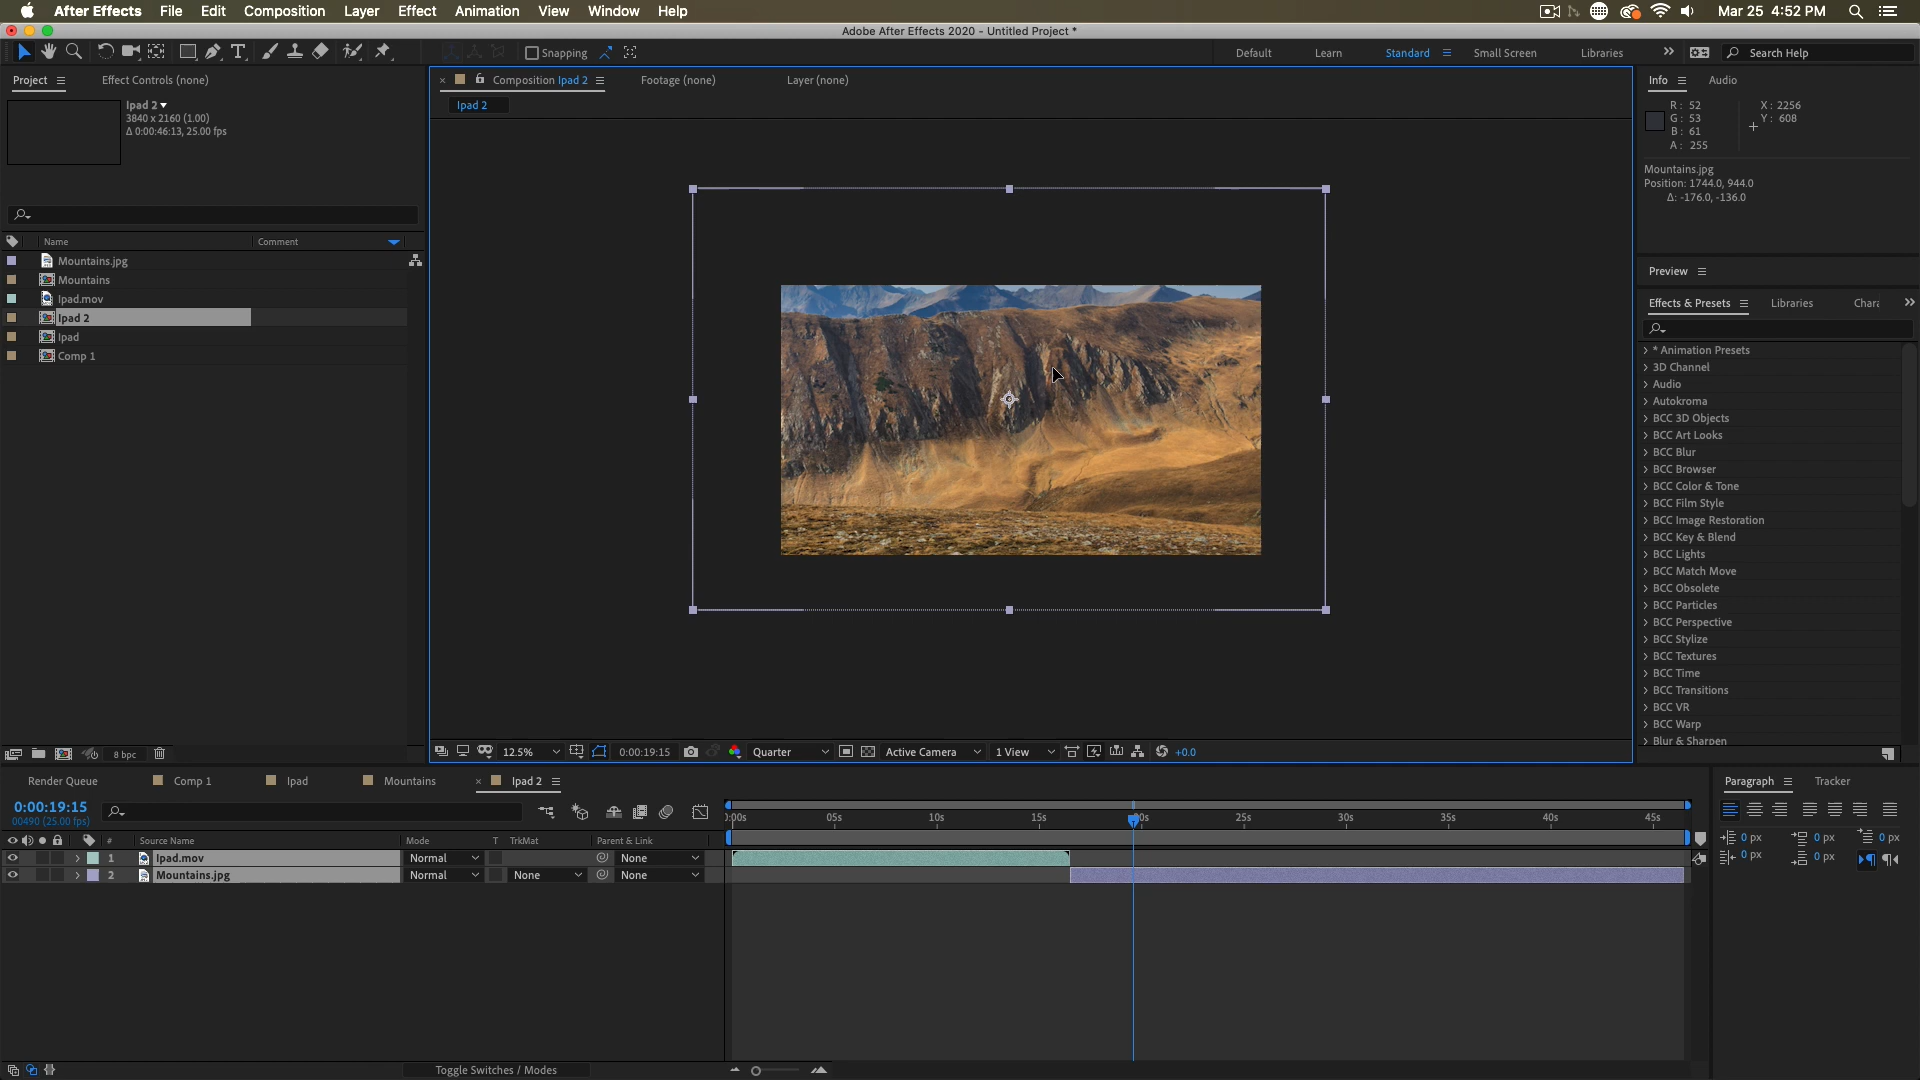 After Effects File Edit Composition Layer Effect Animation View Window Help
Mar 25 4:52 PM
Adobe After Effects 2020 - Untitled Project *
Snapping
Default Learn Standard Small Screen Libraries
Search Help
Project Effect Controls (none)
Ipad 2
3840 x 2160 (1.00)
Δ 0:00:46:13, 25.00 fps
Name Comment
Mountains.jpg
Mountains
Ipad.mov
Ipad 2
Ipad
Comp 1
8 bpc
Composition Ipad 2 Footage (none) Layer (none)
Ipad 2
12.5% 0:00:19:15 Quarter Active Camera 1 View +0.0
Info Audio
R: 52 X: 2256
G: 53 Y: 608
B: 61
A: 255
Mountains.jpg
Position: 1744.0, 944.0
Δ: -176.0, -136.0
Preview
Effects & Presets Libraries Chara
* Animation Presets
3D Channel
Audio
Autokroma
BCC 3D Objects
BCC Art Looks
BCC Blur
BCC Browser
BCC Color & Tone
BCC Film Style
BCC Image Restoration
BCC Key & Blend
BCC Lights
BCC Match Move
BCC Obsolete
BCC Particles
BCC Perspective
BCC Stylize
BCC Textures
BCC Time
BCC Transitions
BCC VR
BCC Warp
Blur & Sharpen
Render Queue Comp 1 Ipad Mountains Ipad 2
0:00:19:15
00490 (25.00 fps)
:00s 05s 10s 15s 20s 25s 30s 35s 40s 45s
# Source Name Mode T TrkMat Parent & Link
1 Ipad.mov Normal None
2 Mountains.jpg Normal None None
Toggle Switches / Modes
Paragraph Tracker
0 px 0 px 0 px
0 px 0 px